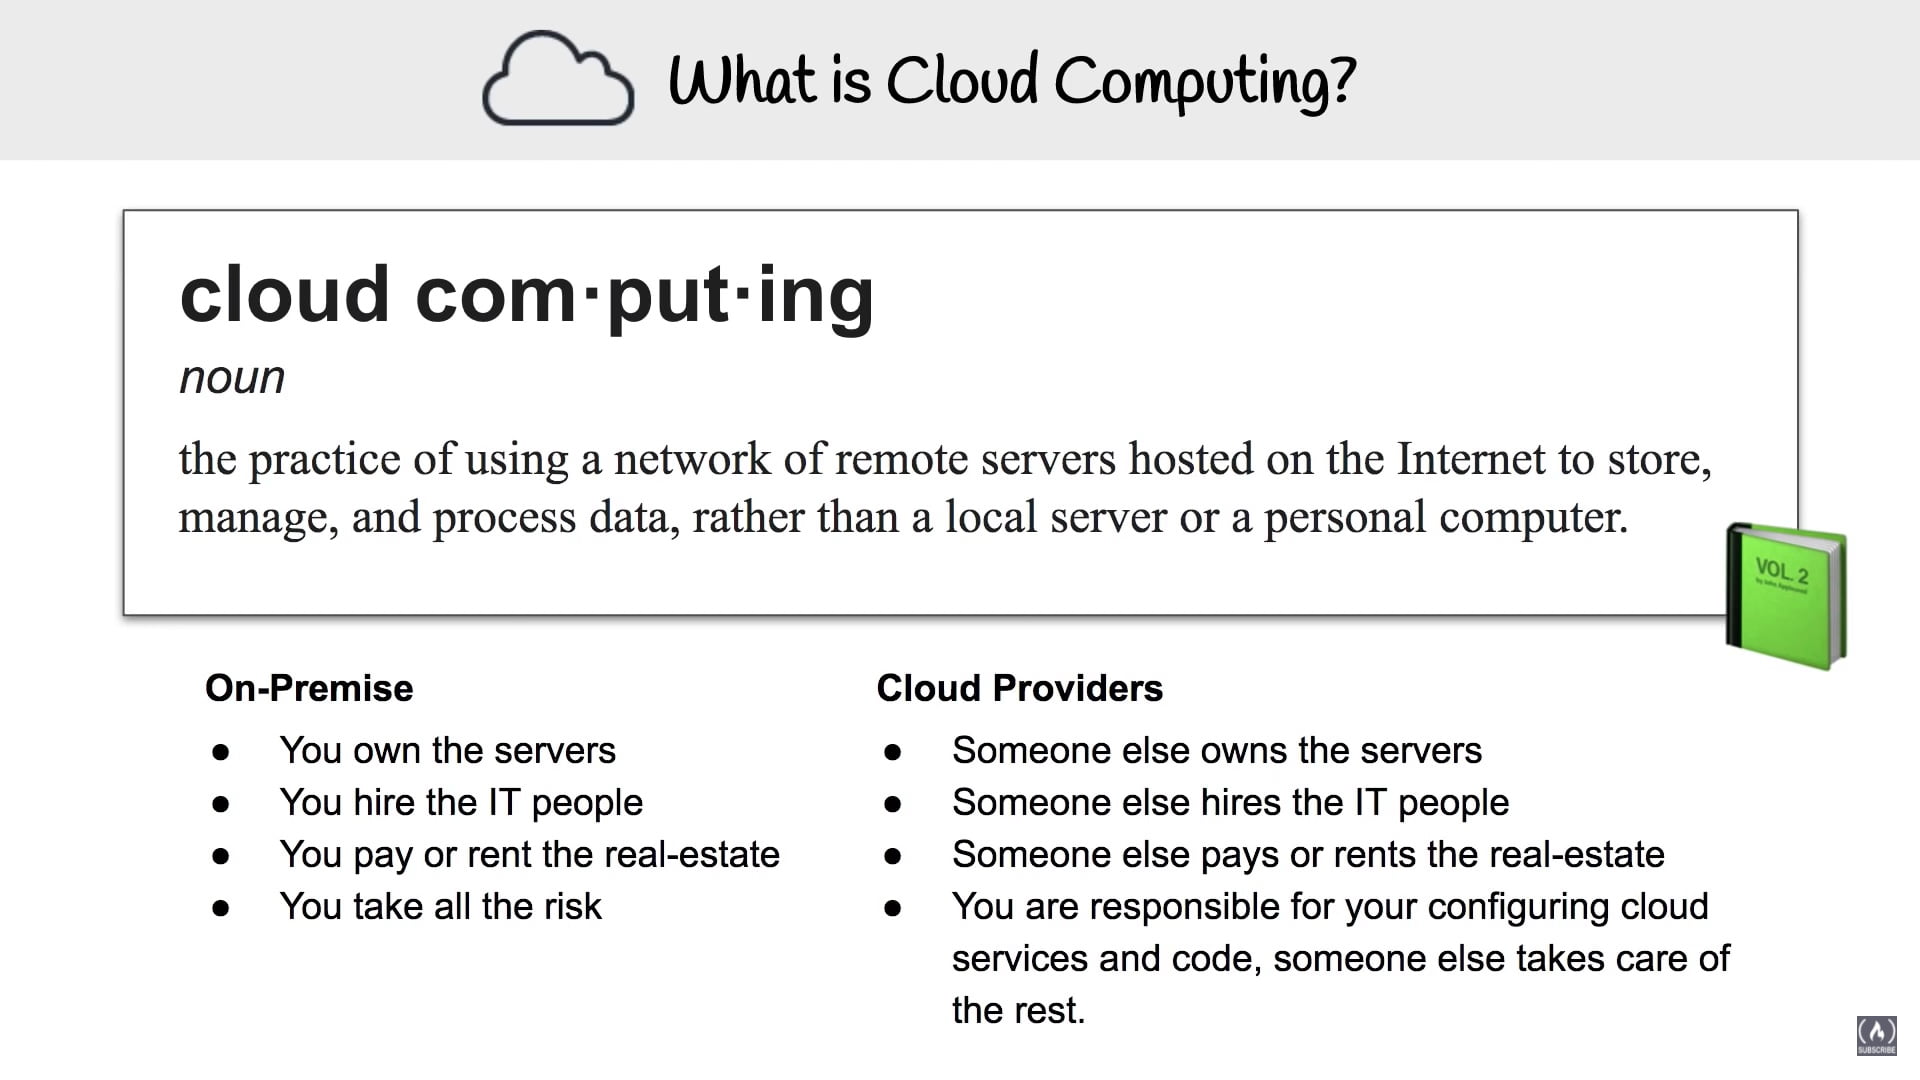 What is Cloud Computing?
cloud com·put·ing
noun
the practice of using a network of remote servers hosted on the Internet to store,
manage, and process data, rather than a local server or a personal computer.
VOL. 2
On-Premise
● You own the servers
● You hire the IT people
● You pay or rent the real-estate
● You take all the risk
Cloud Providers
● Someone else owns the servers
● Someone else hires the IT people
● Someone else pays or rents the real-estate
● You are responsible for your configuring cloud
services and code, someone else takes care of
the rest.
SUBSCRIBE